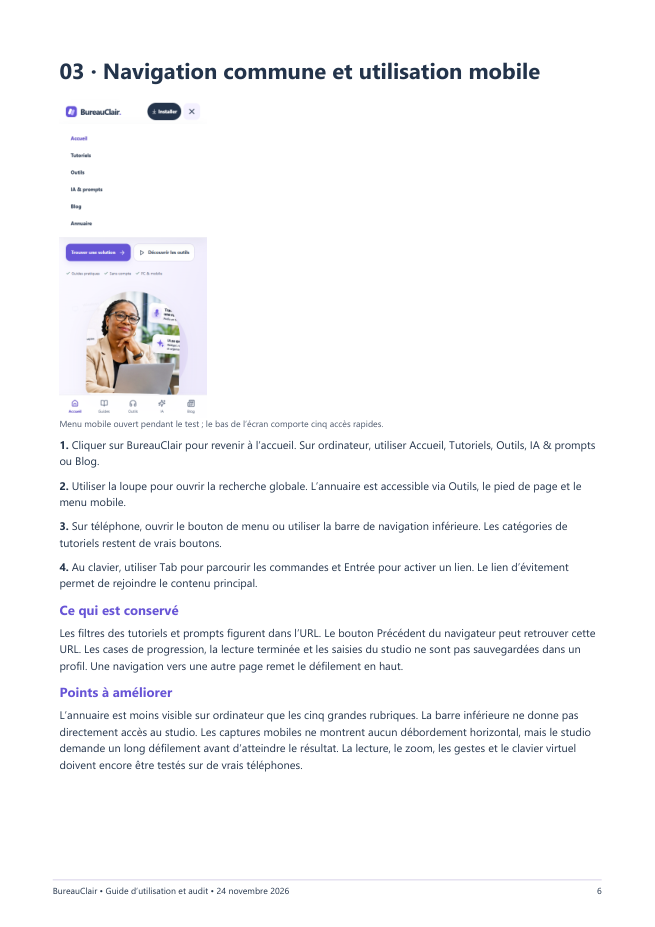 03 · Navigation commune et utilisation mobile
BureauClair.
Installer
Accueil
Tutoriels
Outils
IA & prompts
Blog
Annuaire
Trouver une solution →
Découvrir les outils
Guides pratiques
Sans compte
PC & mobile
Accueil
Guides
Outils
IA
Blog
Menu mobile ouvert pendant le test ; le bas de l’écran comporte cinq accès rapides.
1. Cliquer sur BureauClair pour revenir à l’accueil. Sur ordinateur, utiliser Accueil, Tutoriels, Outils, IA & prompts
ou Blog.
2. Utiliser la loupe pour ouvrir la recherche globale. L’annuaire est accessible via Outils, le pied de page et le
menu mobile.
3. Sur téléphone, ouvrir le bouton de menu ou utiliser la barre de navigation inférieure. Les catégories de
tutoriels restent de vrais boutons.
4. Au clavier, utiliser Tab pour parcourir les commandes et Entrée pour activer un lien. Le lien d’évitement
permet de rejoindre le contenu principal.
Ce qui est conservé
Les filtres des tutoriels et prompts figurent dans l’URL. Le bouton Précédent du navigateur peut retrouver cette
URL. Les cases de progression, la lecture terminée et les saisies du studio ne sont pas sauvegardées dans un
profil. Une navigation vers une autre page remet le défilement en haut.
Points à améliorer
L’annuaire est moins visible sur ordinateur que les cinq grandes rubriques. La barre inférieure ne donne pas
directement accès au studio. Les captures mobiles ne montrent aucun débordement horizontal, mais le studio
demande un long défilement avant d’atteindre le résultat. La lecture, le zoom, les gestes et le clavier virtuel
doivent encore être testés sur de vrais téléphones.
BureauClair • Guide d’utilisation et audit • 24 novembre 2026
6